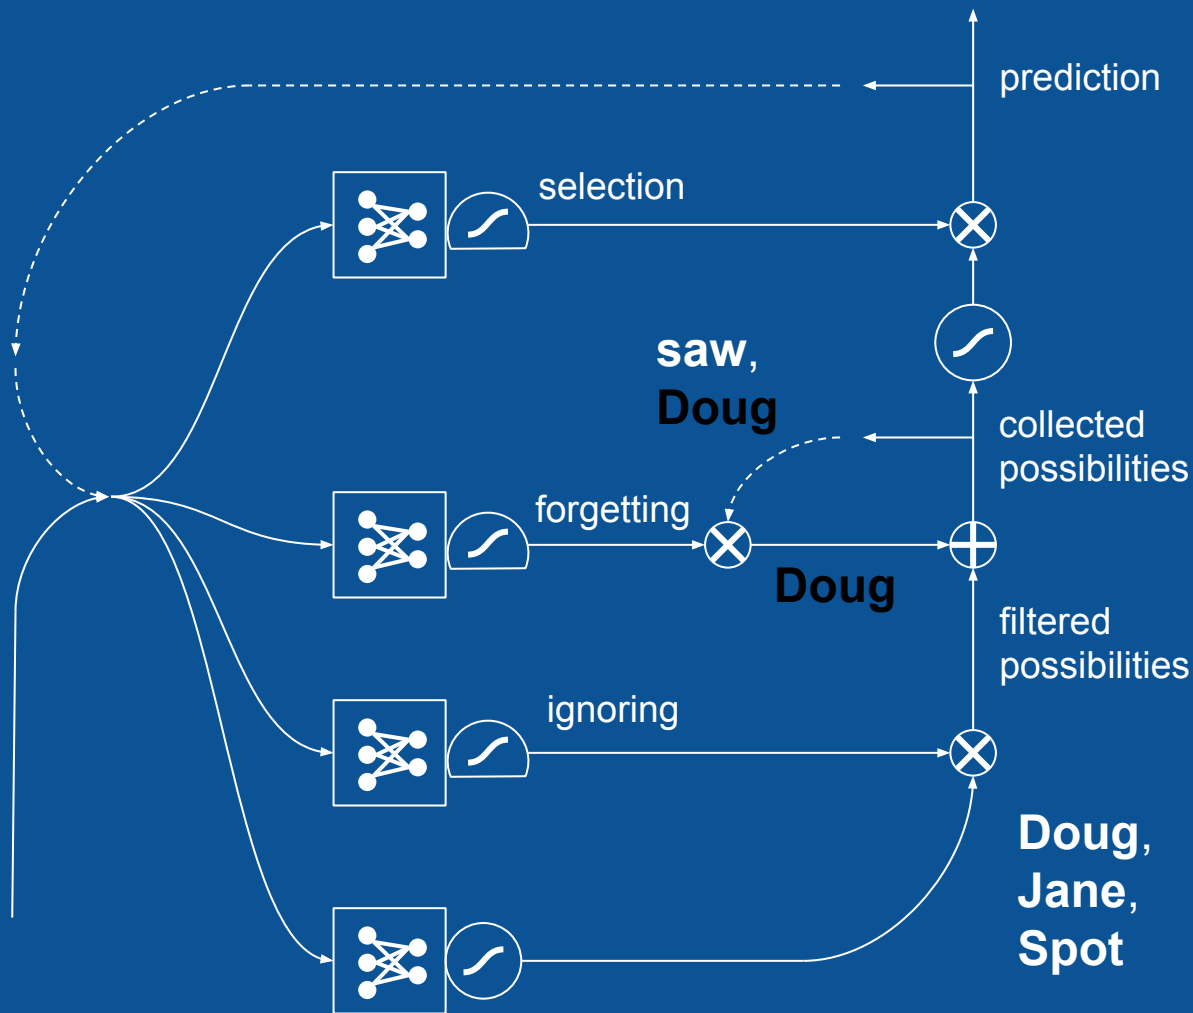 prediction
selection
saw,
Doug
collected
possibilities
forgetting
Doug
filtered
possibilities
ignoring
Doug,
Jane,
Spot